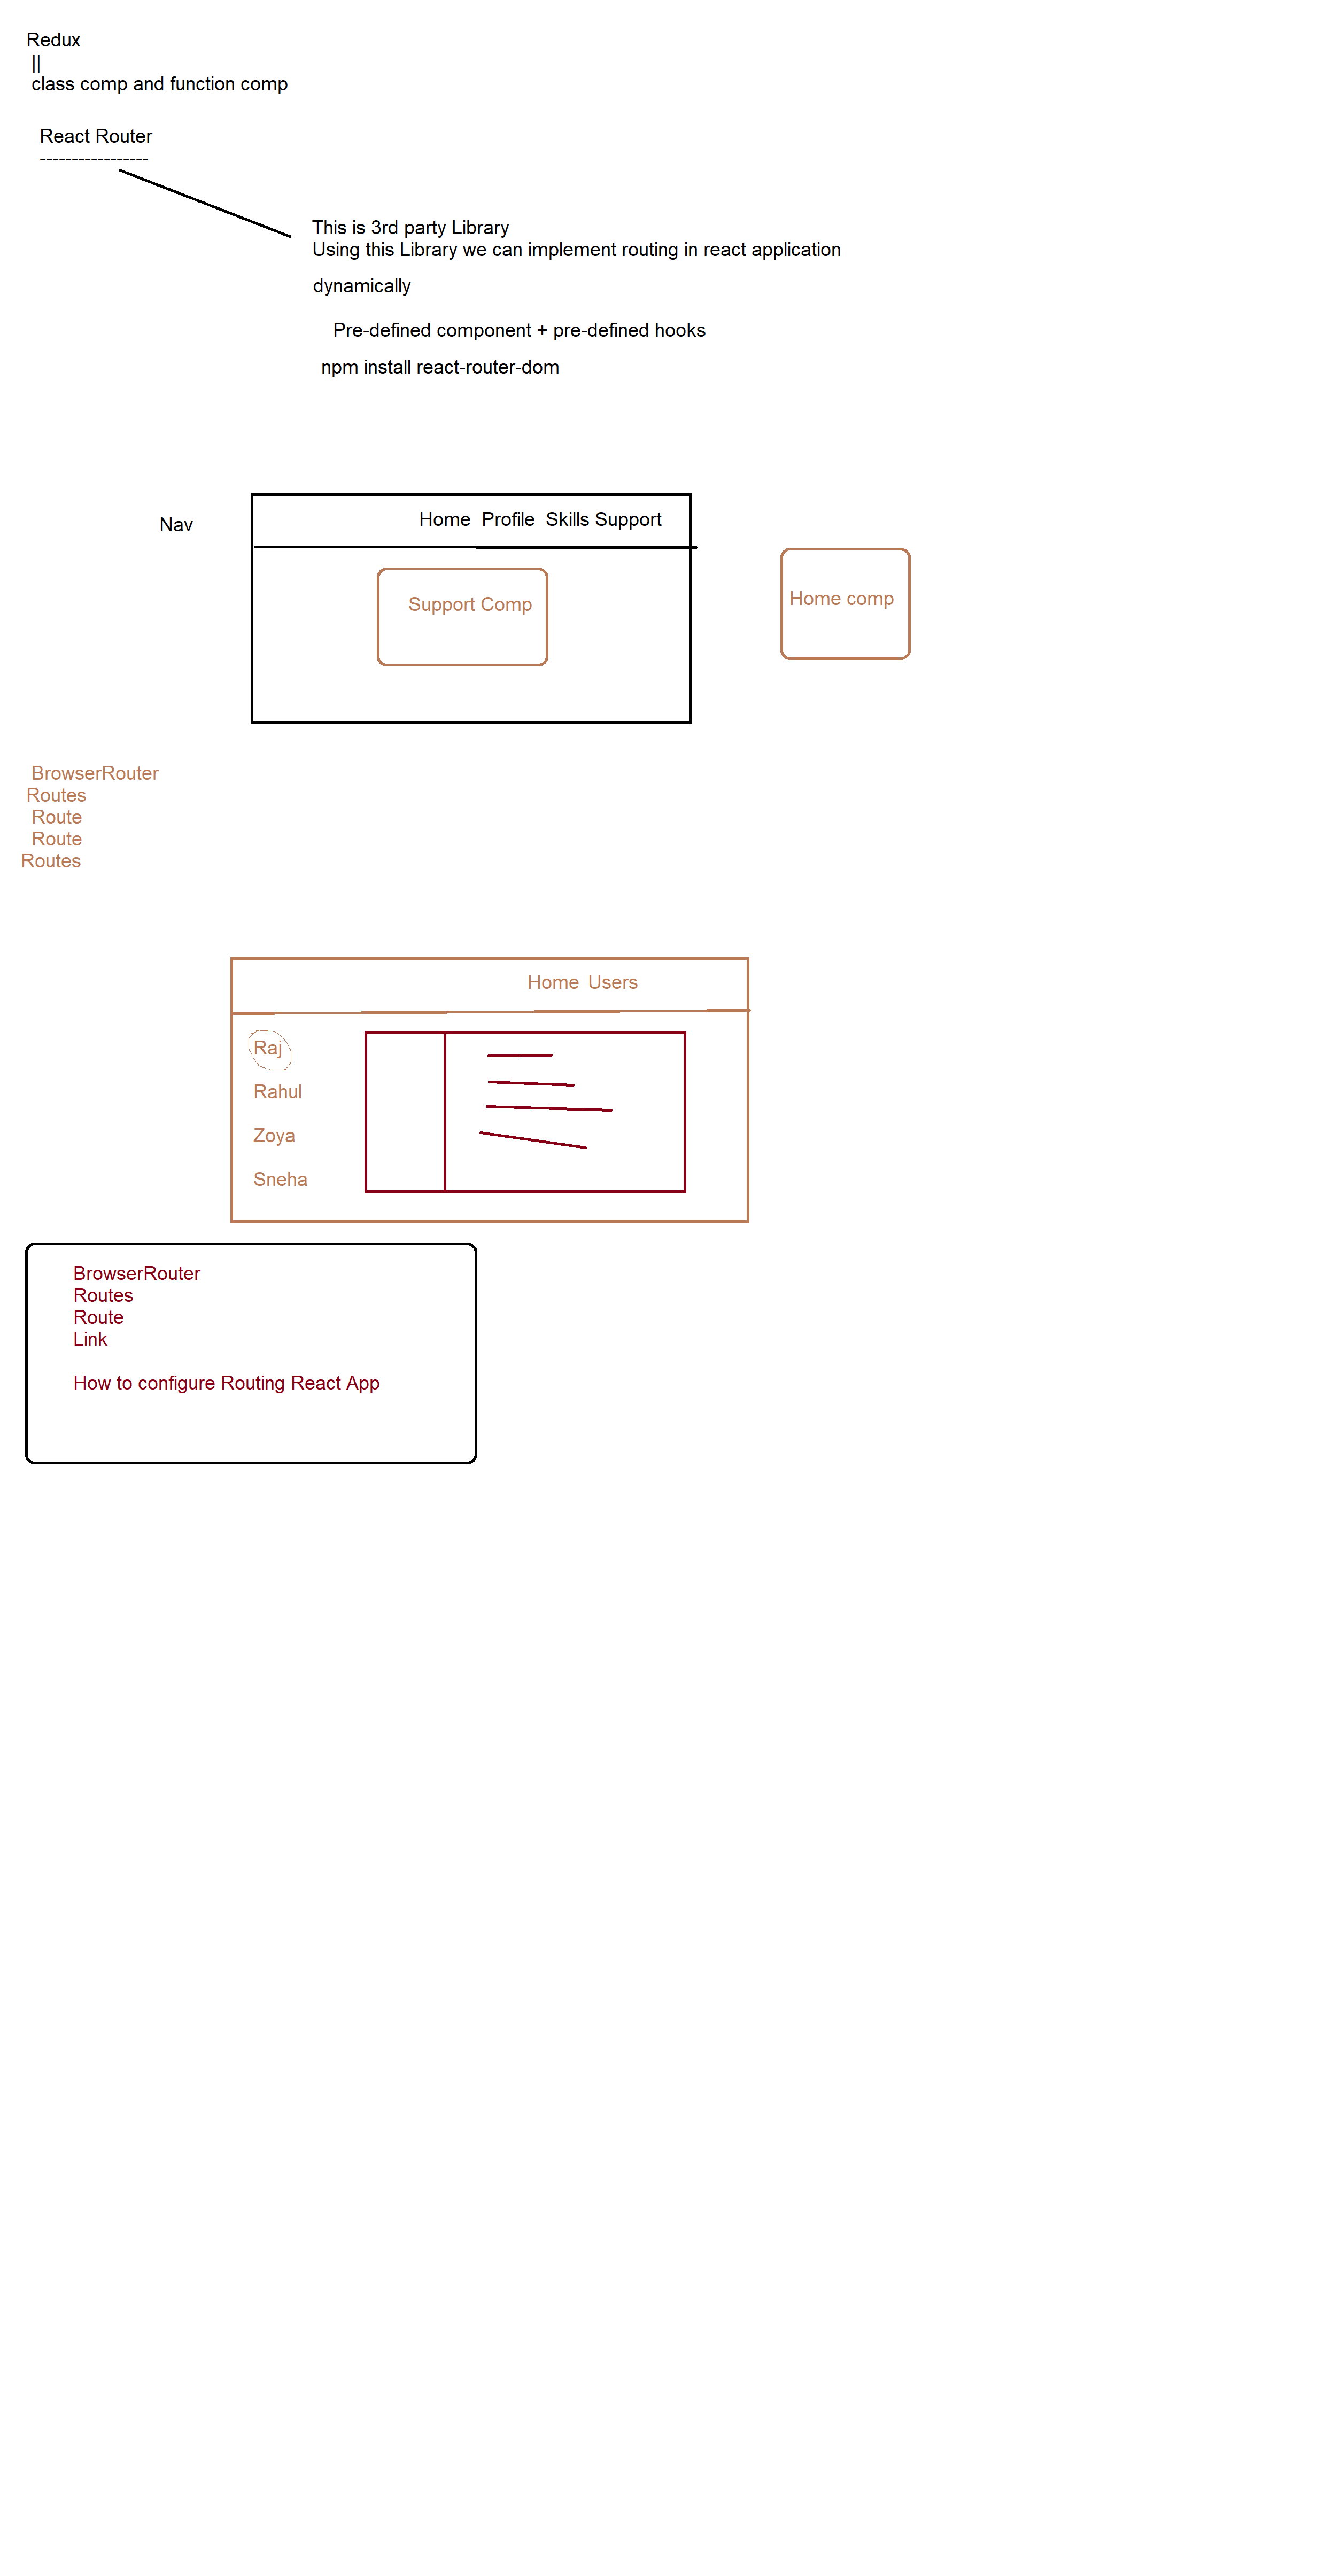 Redux
||
class comp and function comp
React Router
-----------------
This is 3rd party Library
Using this Library we can implement routing in react application
dynamically
Pre-defined component + pre-defined hooks
npm install react-router-dom
Nav
Home Profile Skills Support
Support Comp
Home comp
BrowserRouter
Routes
Route
Route
Routes
Home Users
Raj
Rahul
Zoya
Sneha
BrowserRouter
Routes
Route
Link
How to configure Routing React App